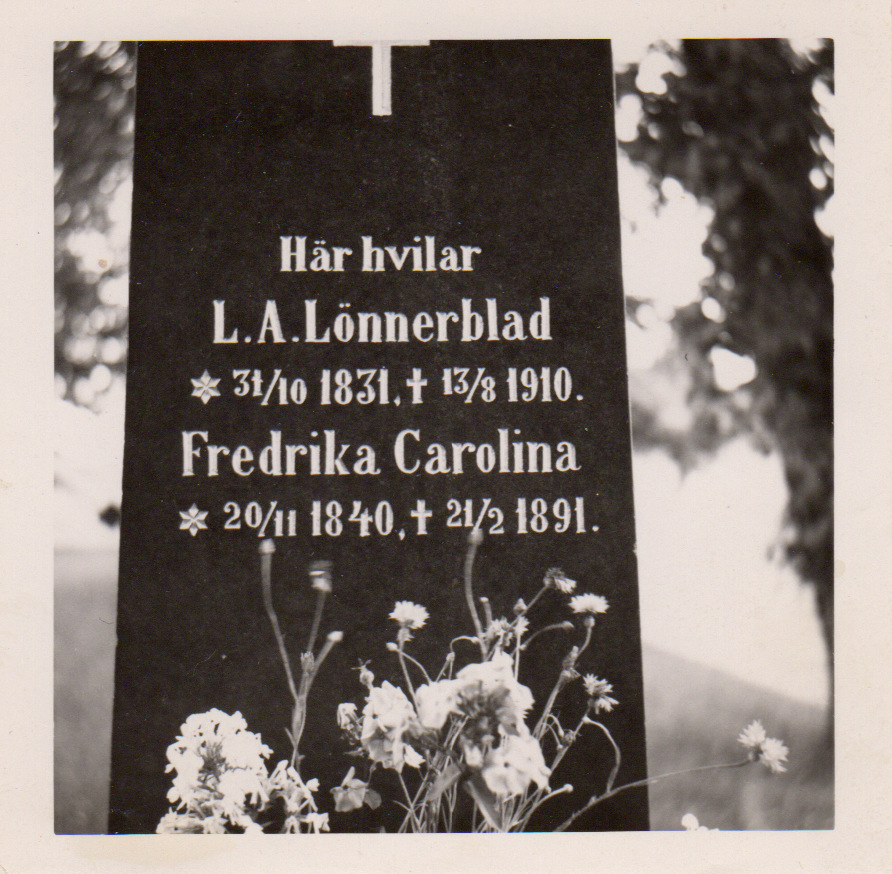 Här hvilar
L.A.Lönnerblad
* 31/10 1831, † 13/8 1910.
Fredrika Carolina
* 20/11 1840, † 21/2 1891.